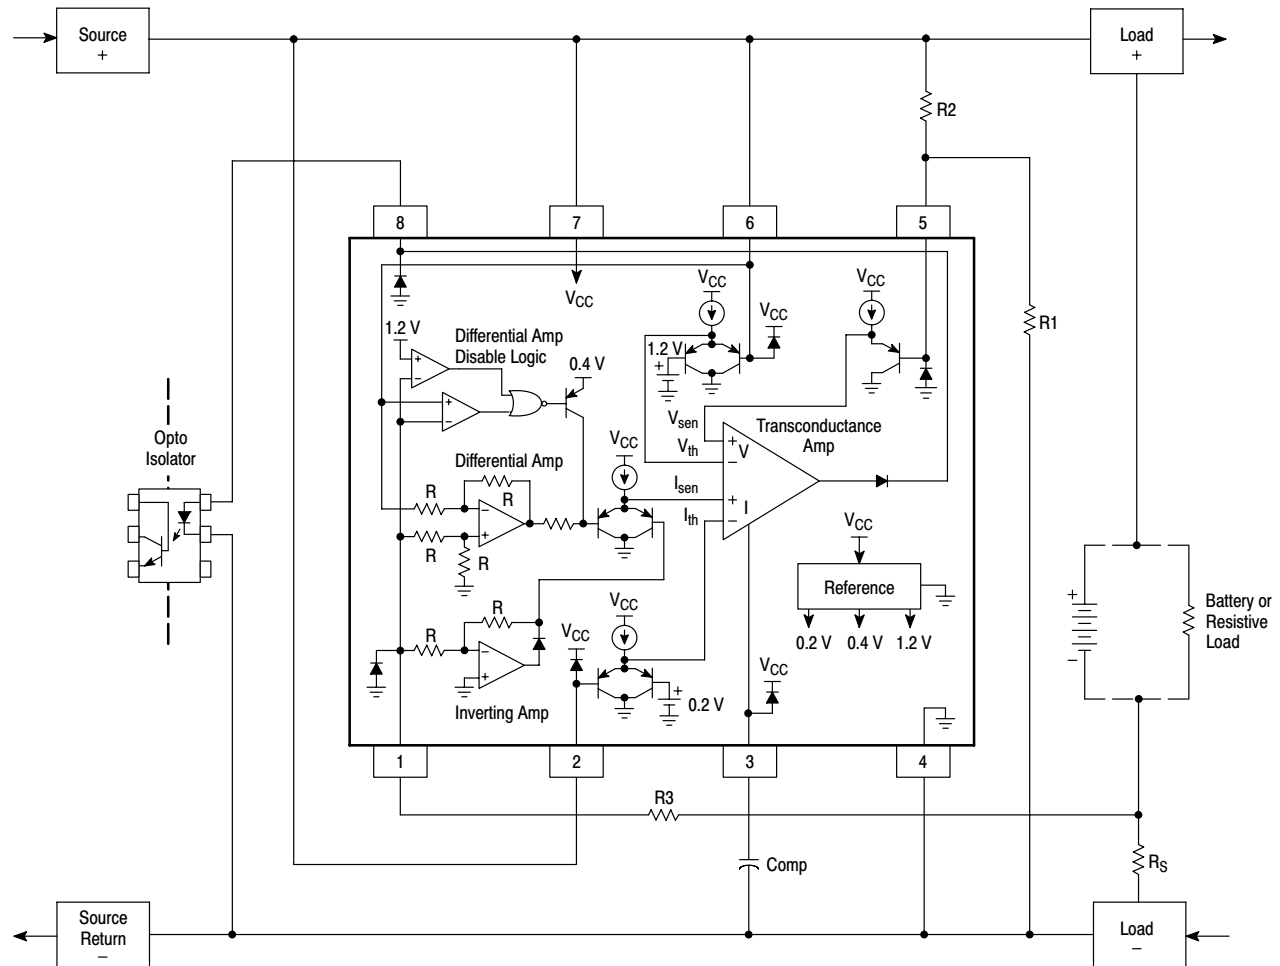 Source
+
Load
+
R2
8
7
6
5
R1
VCC
VCC
VCC
VCC
1.2 V
Differential Amp
Disable Logic
0.4 V
+
−
+
−
1.2 V
+
Vsen
Vth
Transconductance
Amp
+
V
−
Opto
Isolator
VCC
Differential Amp
Isen
Ith
+
I
−
R
R
−
+
R
R
VCC
Reference
0.2 V
0.4 V
1.2 V
+
−
Battery or
Resistive
Load
R
R
−
+
Inverting Amp
VCC
VCC
+
0.2 V
VCC
1
2
3
4
R3
Comp
RS
Source
Return
−
Load
−